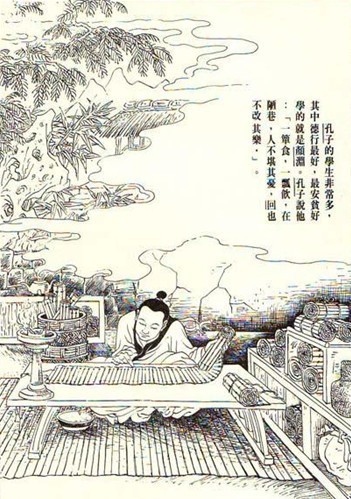 孔子的學生非常多，
其中德行最好，最安貧好
學的就是顏淵。孔子說他
：「一簞食，一瓢飲，在
陋巷，人不堪其憂，回也
不改其樂，」。